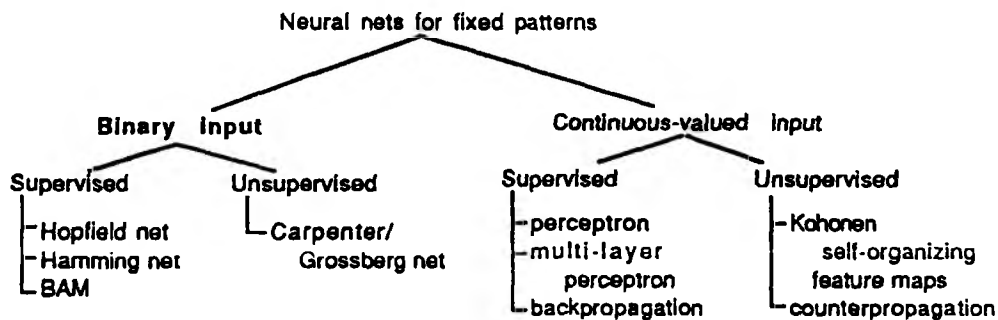 Neural nets for fixed patterns
Binary input
Continuous-valued input
Supervised
Unsupervised
Supervised
Unsupervised
Hopfield net
Hamming net
BAM
Carpenter/
Grossberg net
perceptron
multi-layer
perceptron
backpropagation
Kohonen
self-organizing
feature maps
counterpropagation